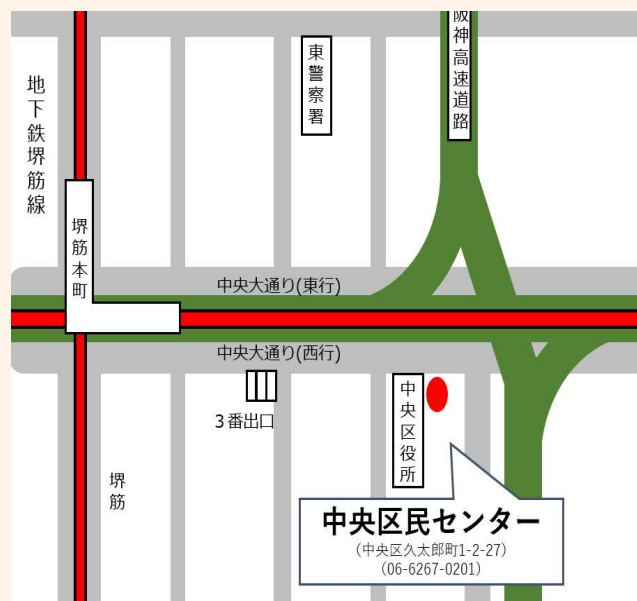 阪神高速道路
東警察署
地下鉄堺筋線
堺筋本町
中央大通り(東行)
中央大通り(西行)
3番出口
中央区役所
堺筋
中央区民センター
(中央区久太郎町1-2-27)
(06-6267-0201)